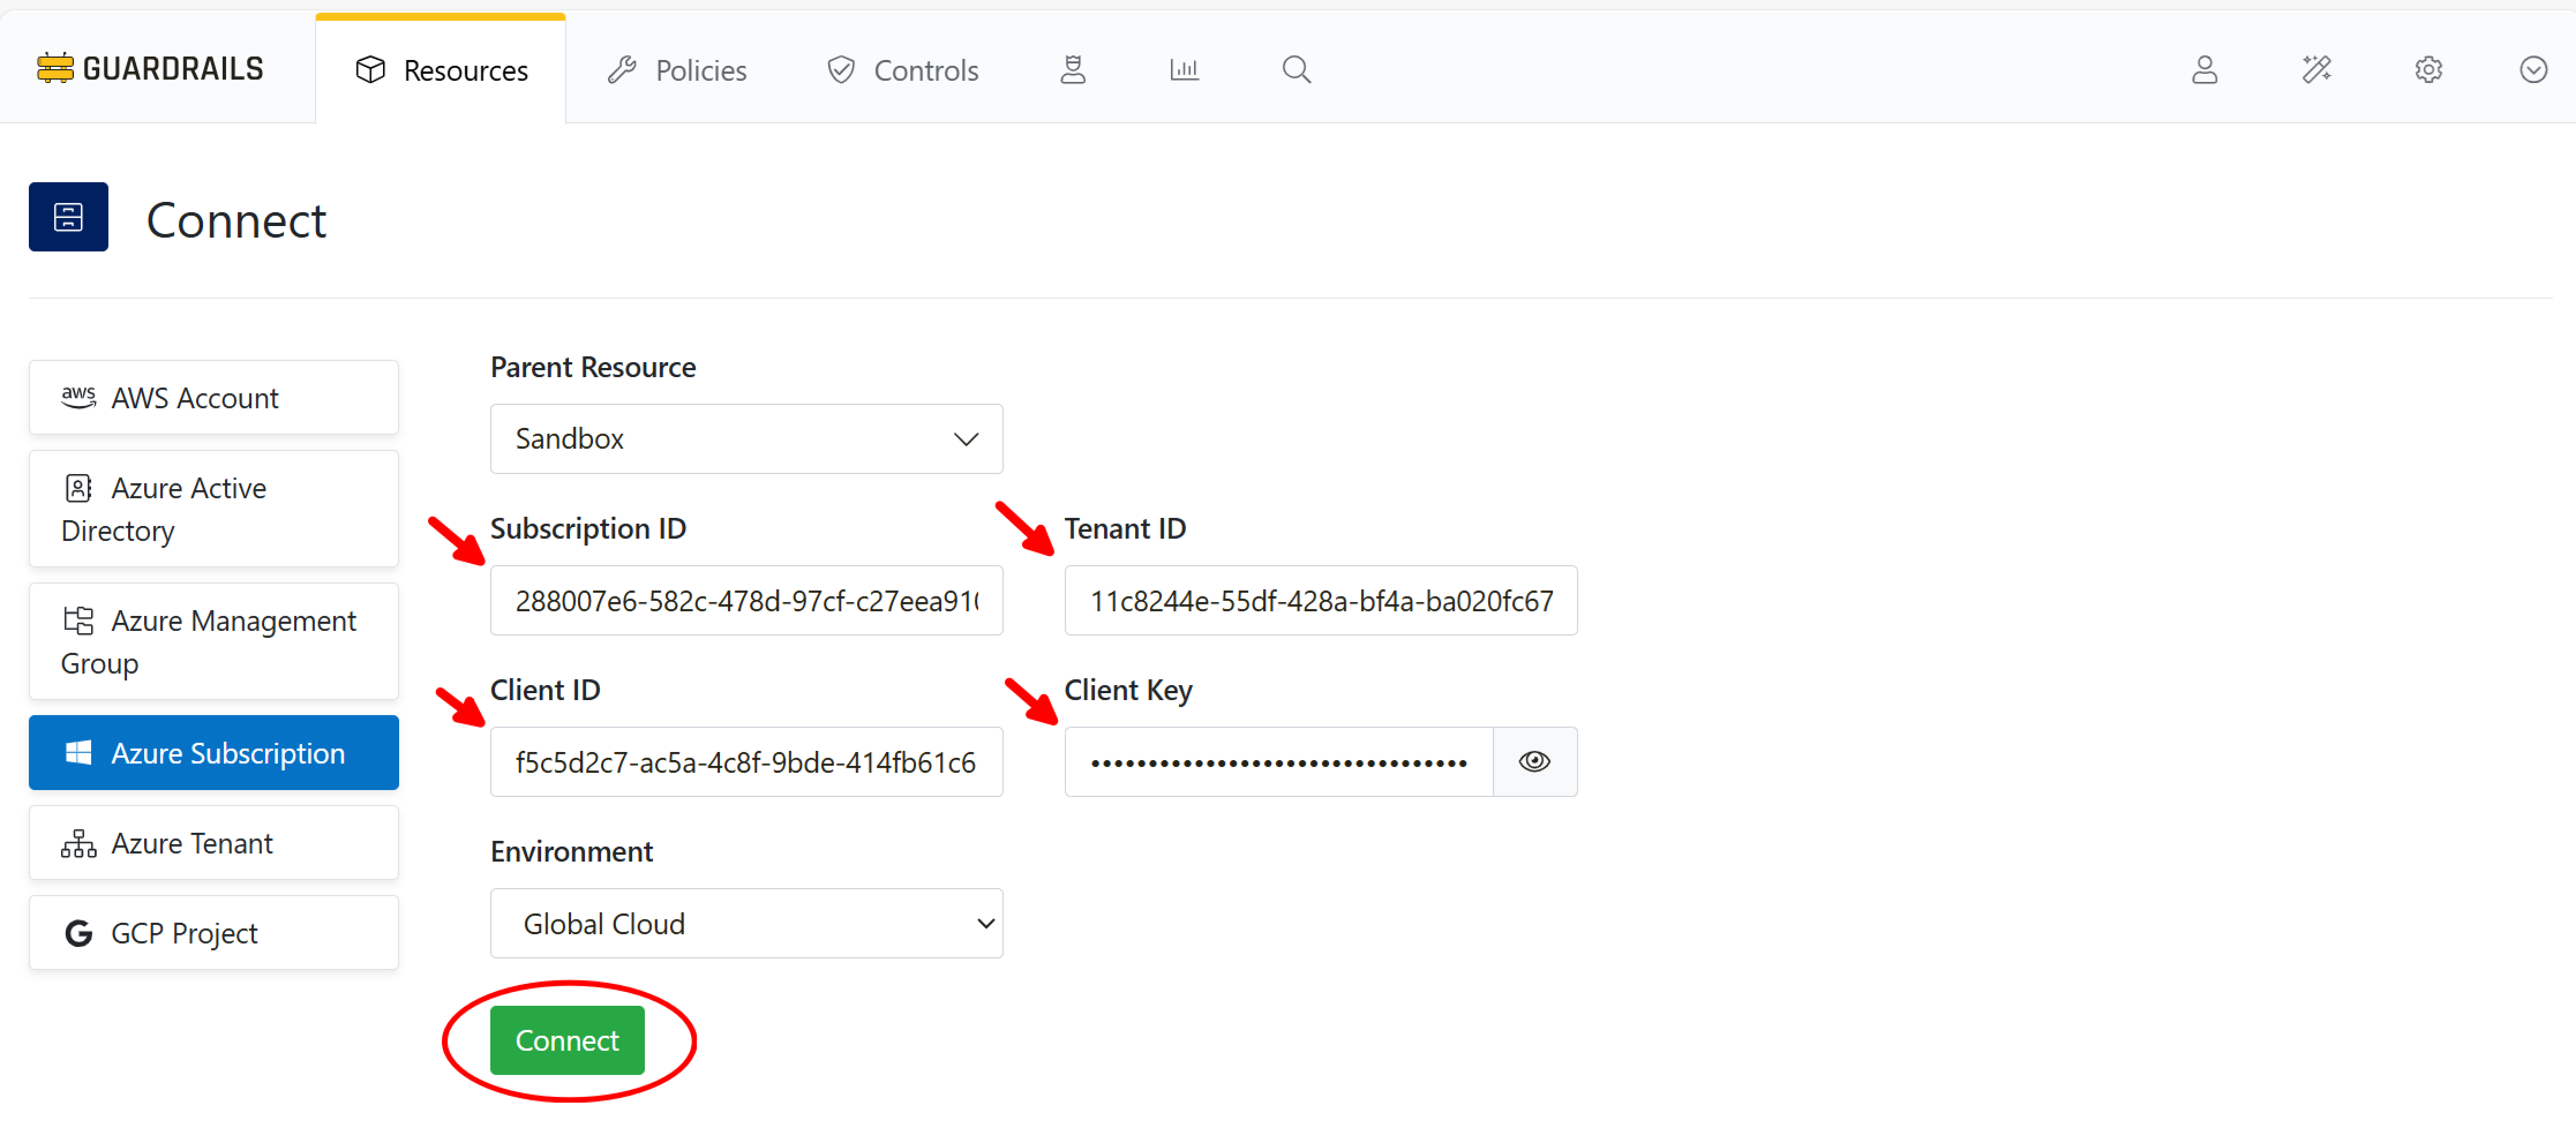 GUARDRAILS
Resources
Policies
Controls
Connect
aws AWS Account
Azure Active
Directory
Azure Management
Group
Azure Subscription
Azure Tenant
GCP Project
Parent Resource
Sandbox
Subscription ID
Tenant ID
288007e6-582c-478d-97cf-c27eea910
11c8244e-55df-428a-bf4a-ba020fc67
Client ID
Client Key
f5c5d2c7-ac5a-4c8f-9bde-414fb61c6
Environment
Global Cloud
Connect